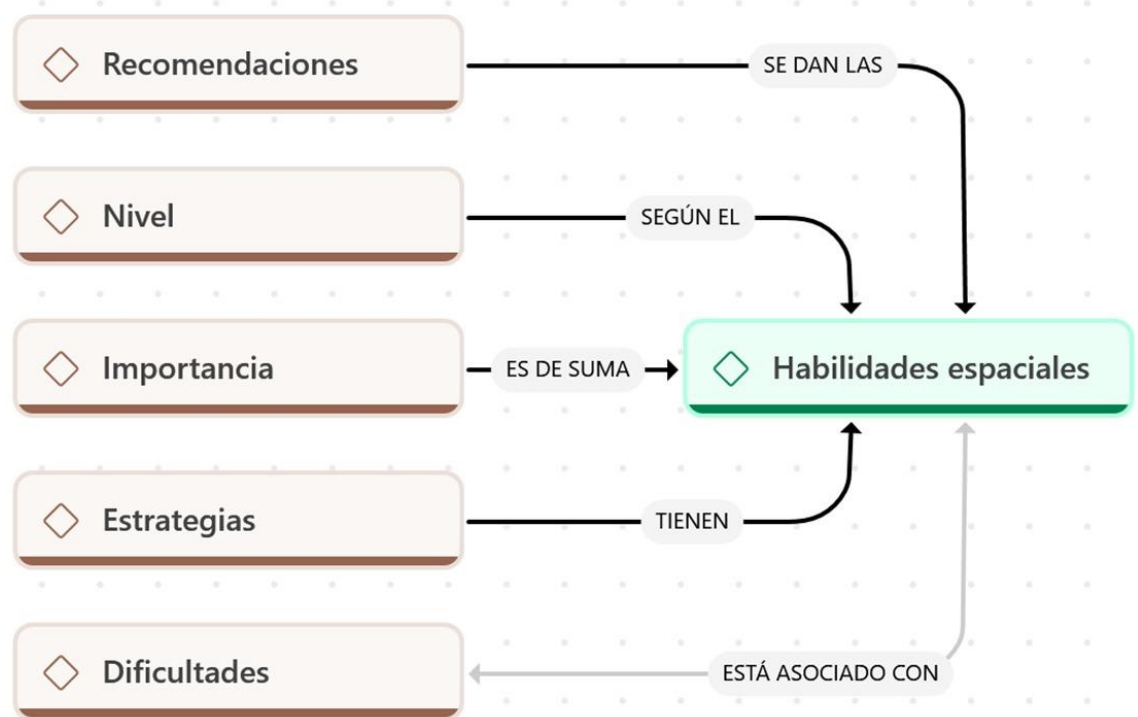 Recomendaciones
SE DAN LAS
Nivel
SEGÚN EL
Importancia
ES DE SUMA
Habilidades espaciales
Estrategias
TIENEN
Dificultades
ESTÁ ASOCIADO CON